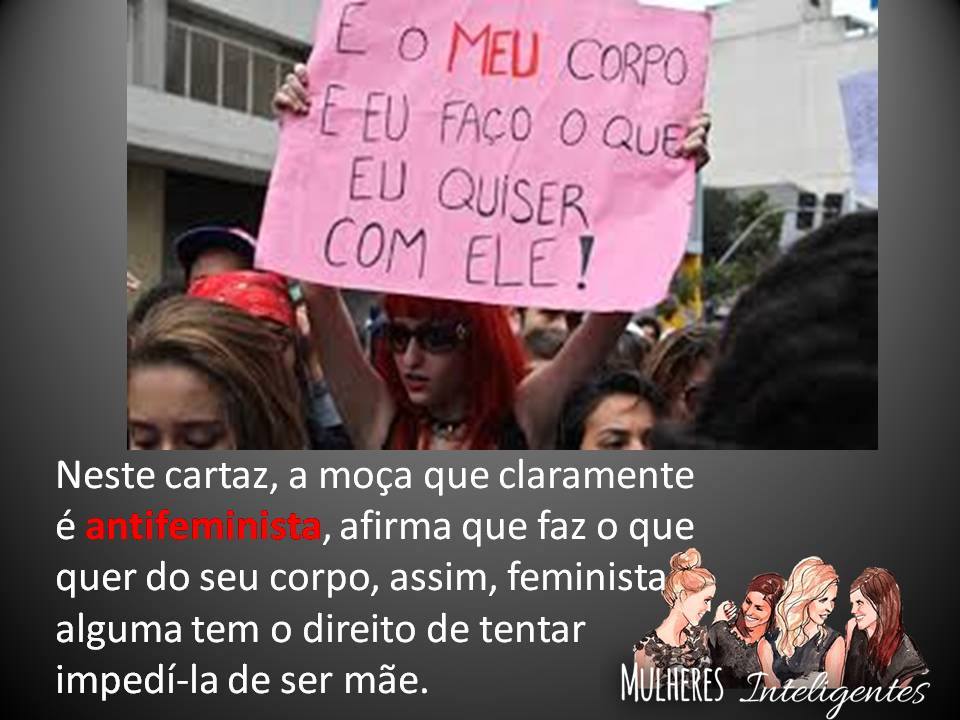 E O MEU CORPO
E EU FAÇO O QUE
EU QUISER
COM ELE!
Neste cartaz, a moça que claramente
é antifeminista, afirma que faz o que
quer do seu corpo, assim, feminista
alguma tem o direito de tentar
impedí-la de ser mãe.
MULHERES Inteligentes